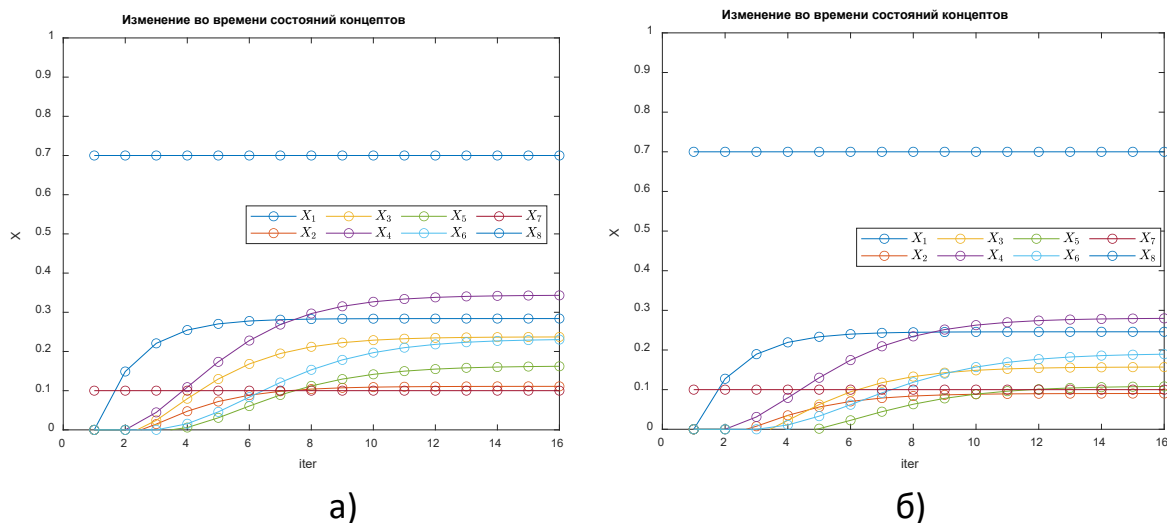 Изменение во времени состояний концептов
1
0.9
0.8
0.7
0.6
0.5
0.4
0.3
0.2
0.1
0
X
X₁ X₃ X₅ X₇
X₂ X₄ X₆ X₈
0 2 4 6 8 10 12 14 16
iter
а)
Изменение во времени состояний концептов
1
0.9
0.8
0.7
0.6
0.5
0.4
0.3
0.2
0.1
0
X
X₁ X₃ X₅ X₇
X₂ X₄ X₆ X₈
0 2 4 6 8 10 12 14 16
iter
б)